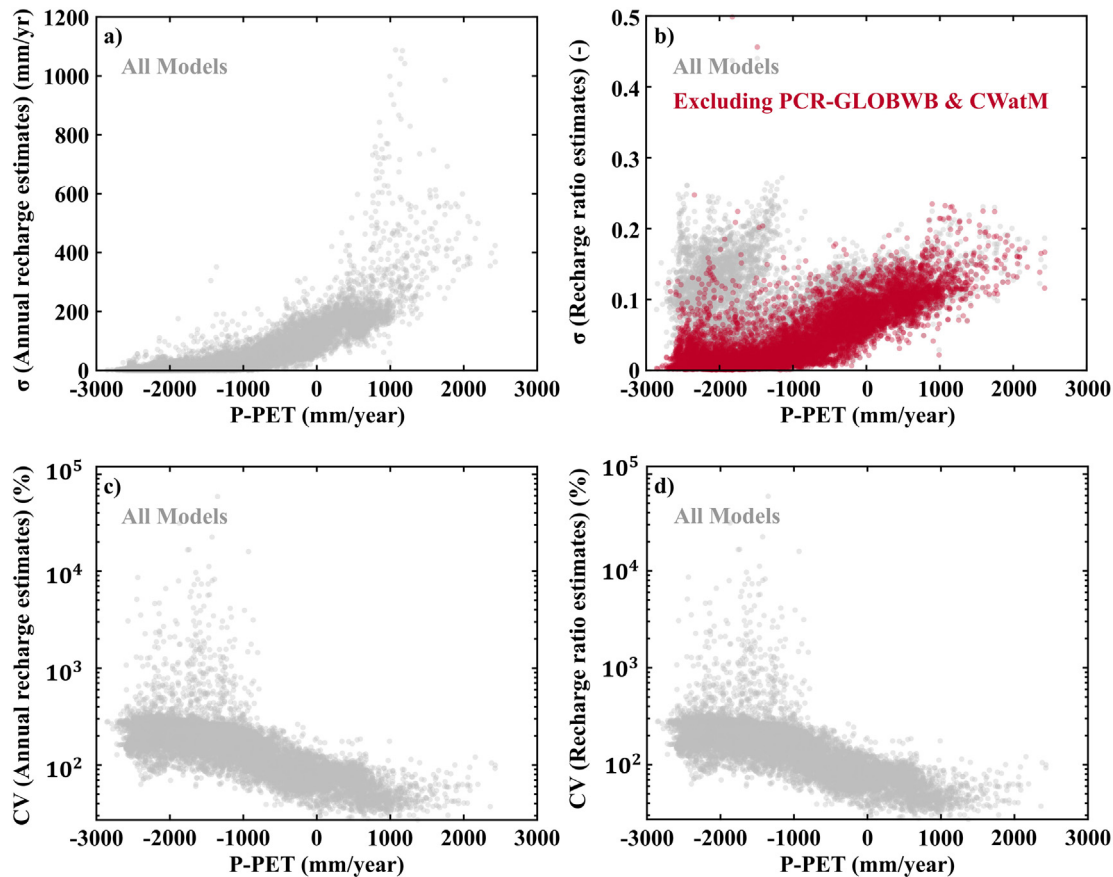 a)
All Models
σ (Annual recharge estimates) (mm/yr)
1200
1000
800
600
400
200
0
-3000 -2000 -1000 0 1000 2000 3000
P-PET (mm/year)
b)
All Models
Excluding PCR-GLOBWB & CWatM
σ (Recharge ratio estimates) (-)
0.5
0.4
0.3
0.2
0.1
0
-3000 -2000 -1000 0 1000 2000 3000
P-PET (mm/year)
c)
All Models
CV (Annual recharge estimates) (%)
10⁵
10⁴
10³
10²
-3000 -2000 -1000 0 1000 2000 3000
P-PET (mm/year)
d)
All Models
CV (Recharge ratio estimates) (%)
10⁵
10⁴
10³
10²
-3000 -2000 -1000 0 1000 2000 3000
P-PET (mm/year)